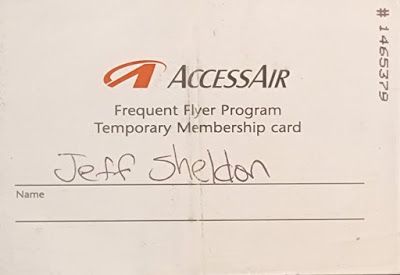 # 1465379
ACCESSAIR
Frequent Flyer Program
Temporary Membership card
Jeff Sheldon
Name